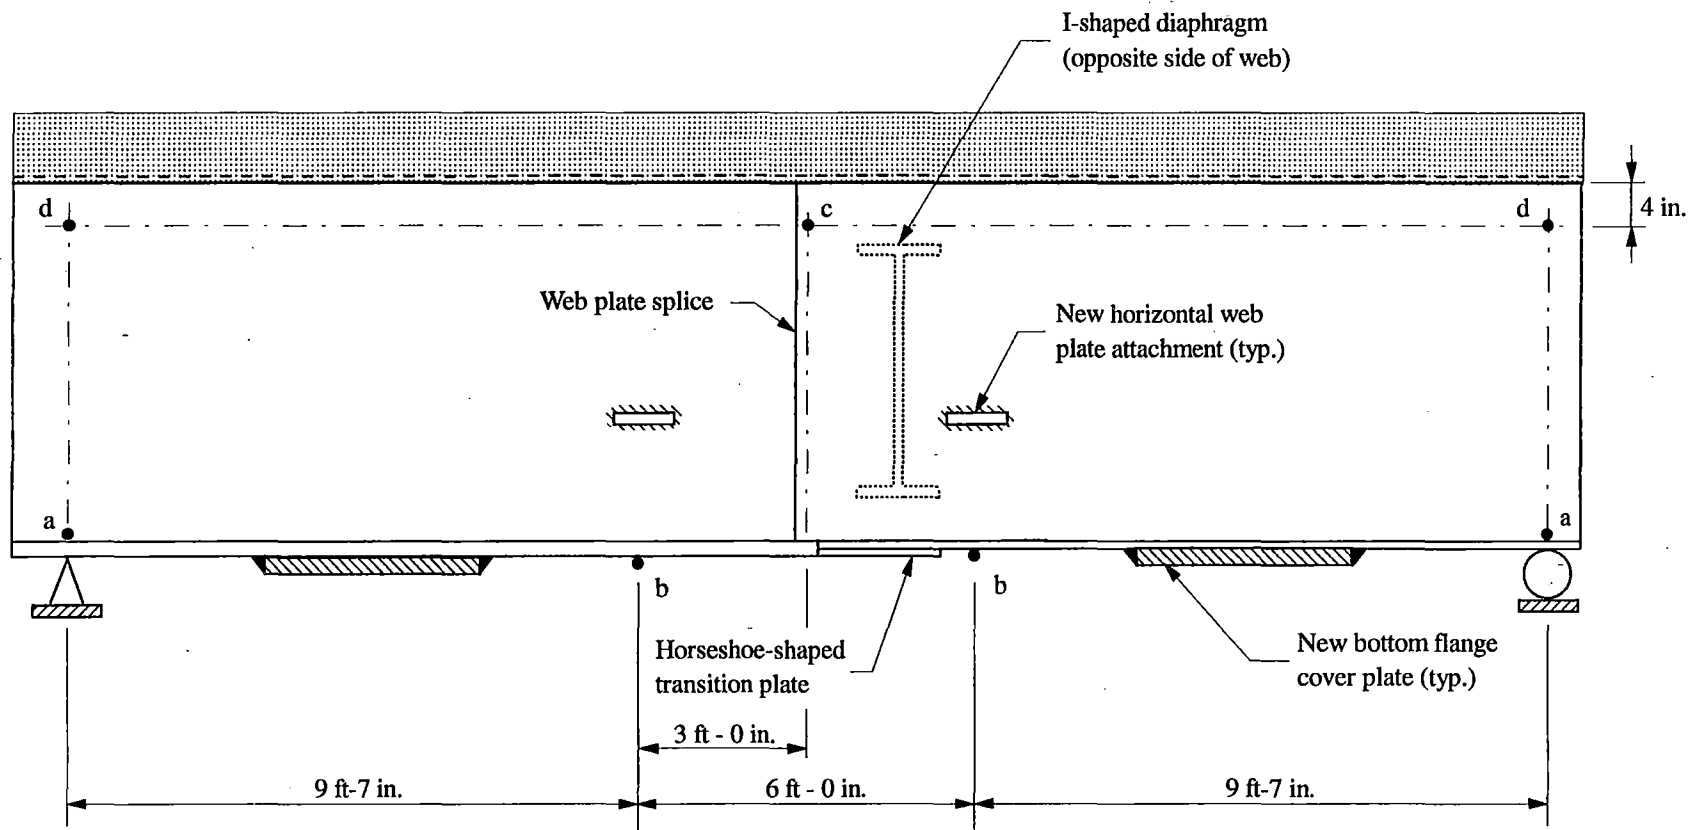 I-shaped diaphragm
(opposite side of web)
d
c
d
4 in.
Web plate splice
New horizontal web
plate attachment (typ.)
a
a
b
b
Horseshoe-shaped
transition plate
New bottom flange
cover plate (typ.)
3 ft - 0 in.
9 ft-7 in.
6 ft - 0 in.
9 ft-7 in.